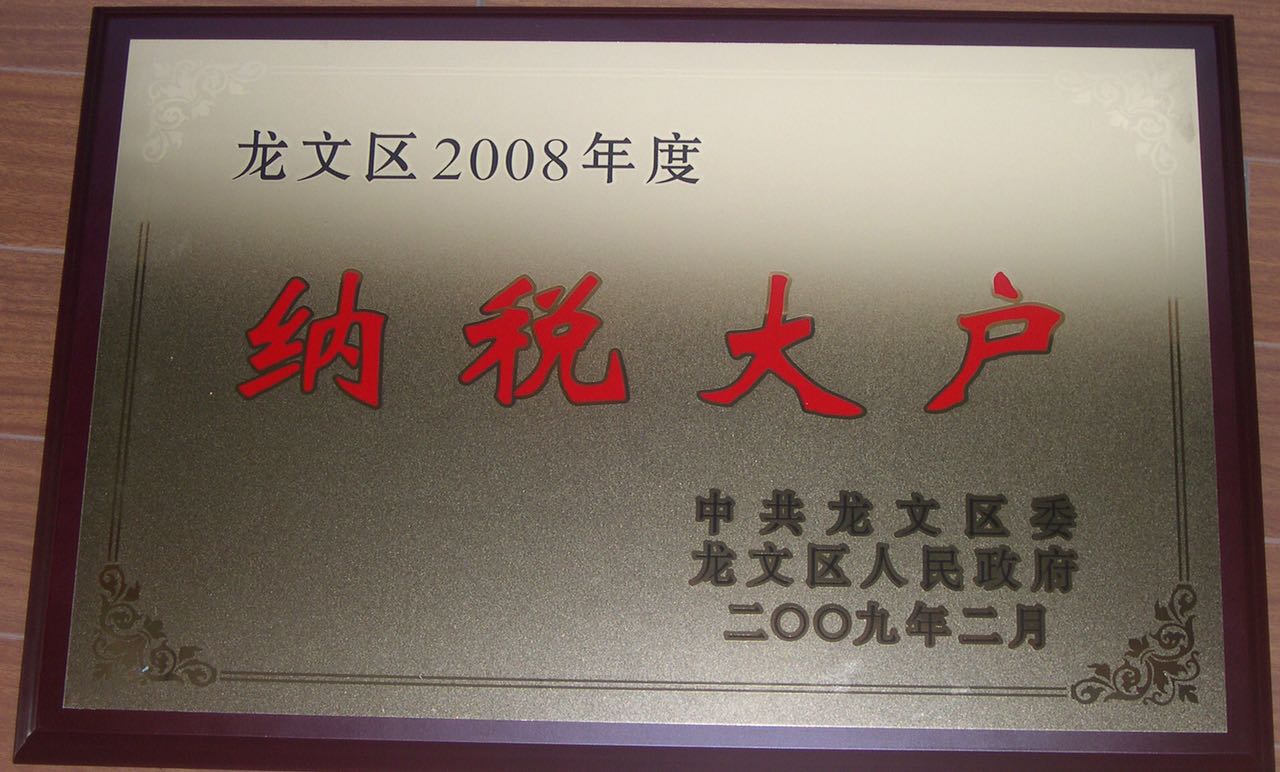 龙文区2008年度
纳税大户
中共龙文区委
龙文区人民政府
二〇〇九年二月